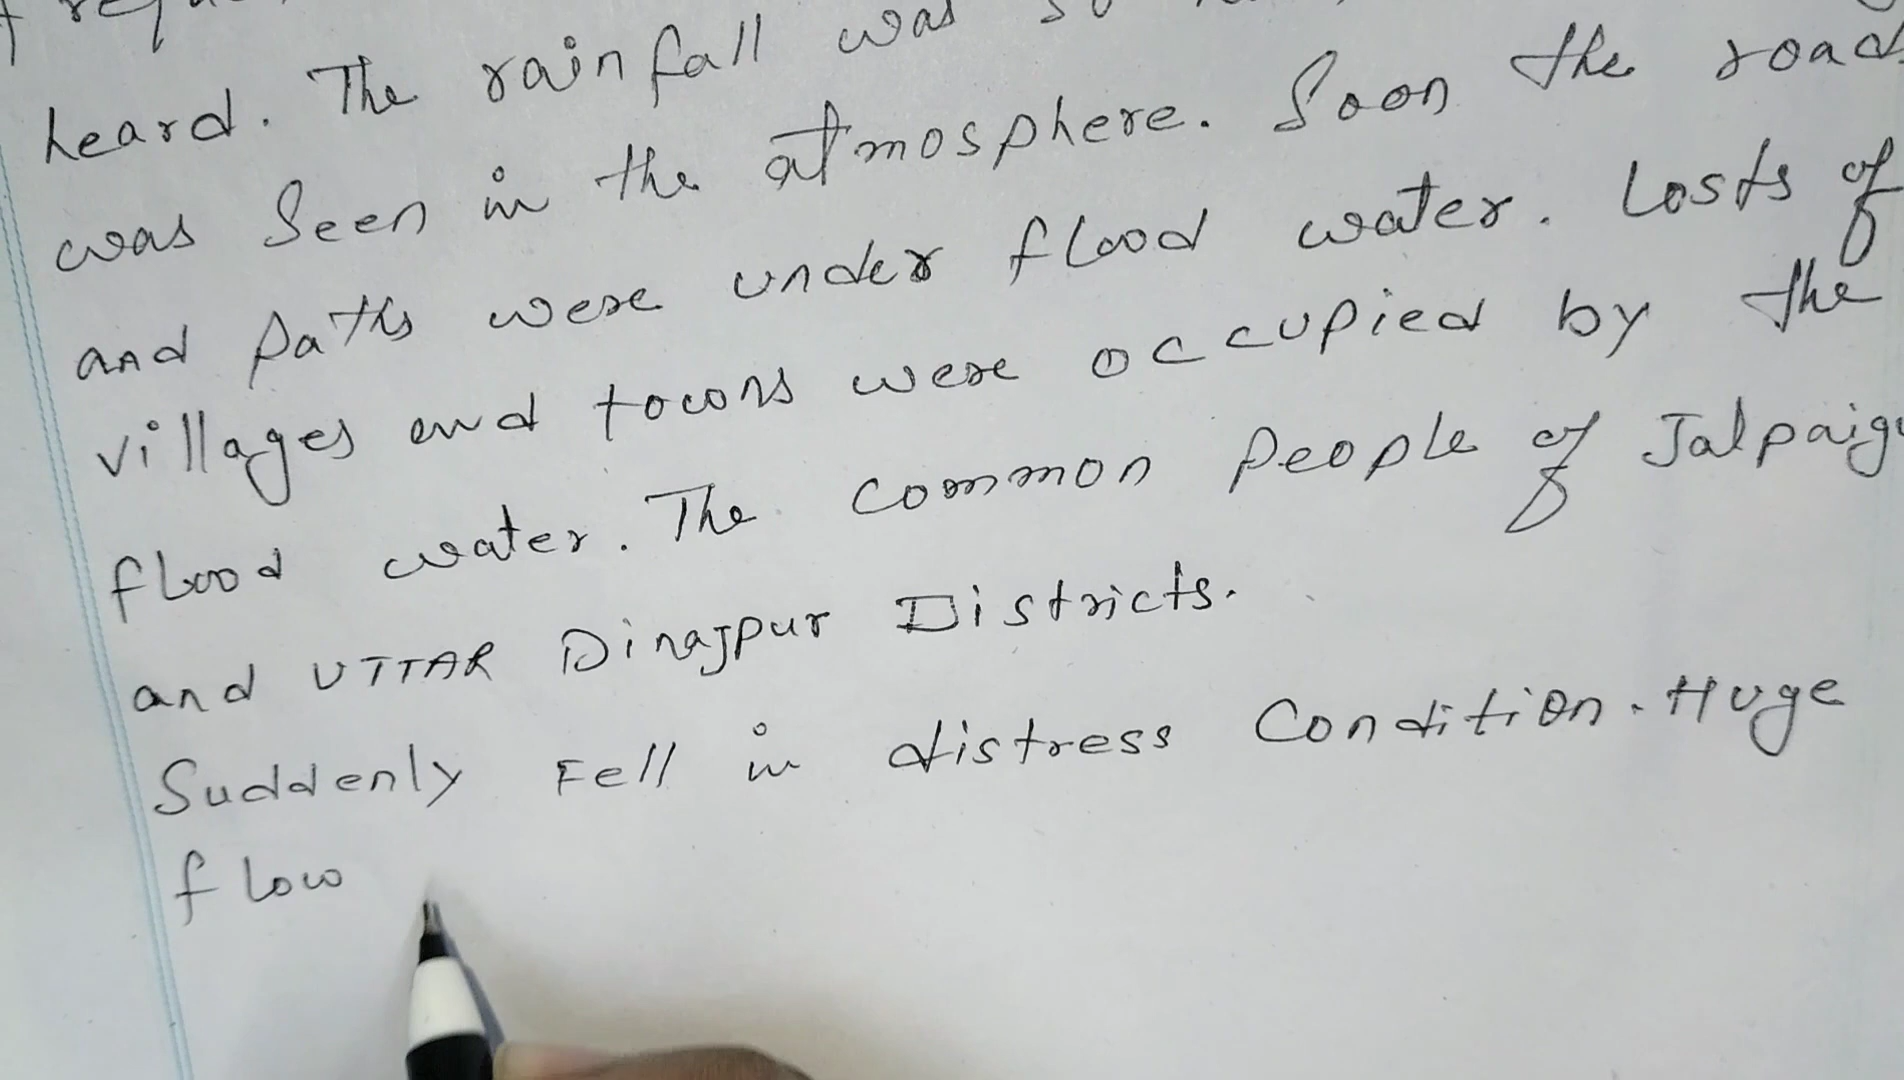 heard. The rainfall was so
was Seen in the atmosphere. Soon the road
and paths were under flood water. Losts of
villages and towns were occupied by the
flood water. The common people of Jalpaig
and UTTAR Dinajpur Districts.
Suddenly Fell in distress Condition. Huge
flow